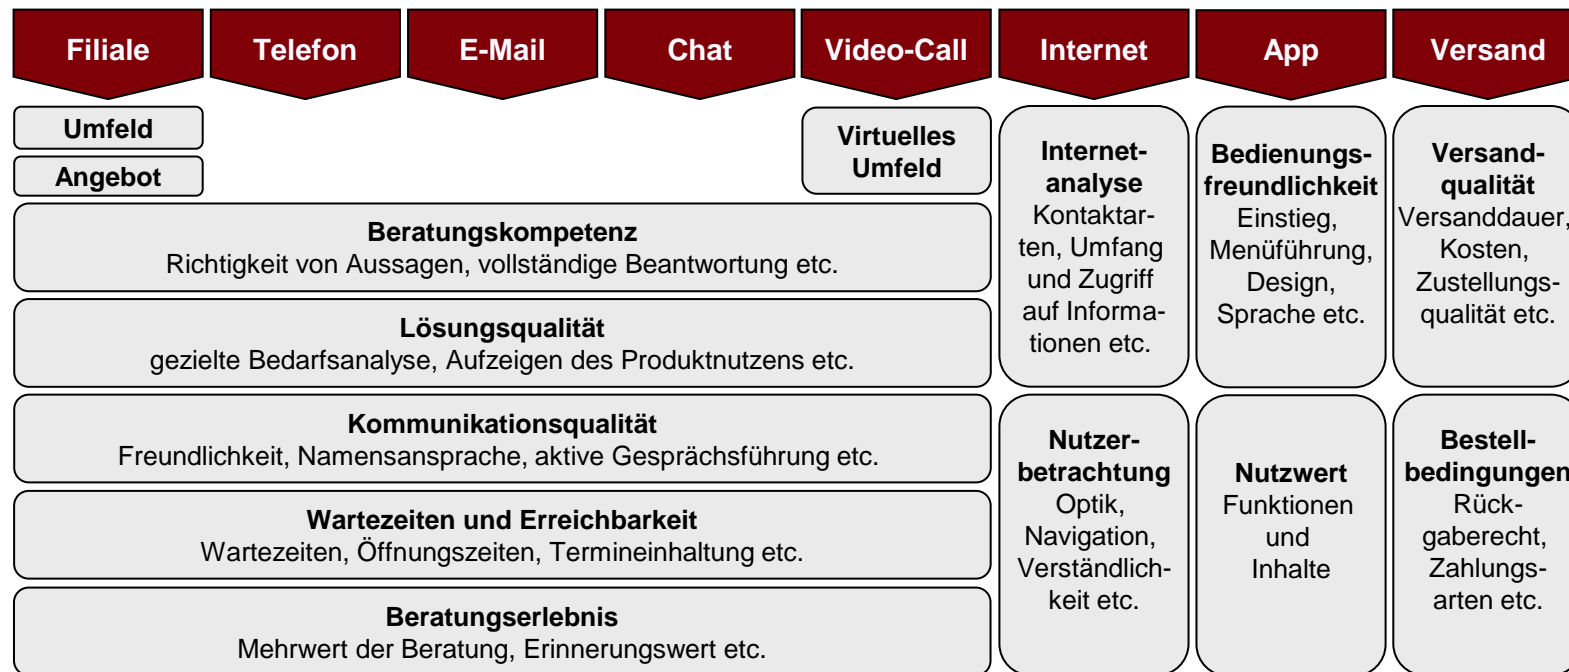 Filiale
Telefon
E-Mail
Chat
Video-Call
Internet
App
Versand
Umfeld
Angebot
Virtuelles
Umfeld
Beratungskompetenz
Richtigkeit von Aussagen, vollständige Beantwortung etc.
Lösungsqualität
gezielte Bedarfsanalyse, Aufzeigen des Produktnutzens etc.
Kommunikationsqualität
Freundlichkeit, Namensansprache, aktive Gesprächsführung etc.
Wartezeiten und Erreichbarkeit
Wartezeiten, Öffnungszeiten, Termineinhaltung etc.
Beratungserlebnis
Mehrwert der Beratung, Erinnerungswert etc.
Internet-
analyse
Kontaktar-
ten, Umfang
und Zugriff
auf Informa-
tionen etc.
Nutzer-
betrachtung
Optik,
Navigation,
Verständlich-
keit etc.
Bedienungs-
freundlichkeit
Einstieg,
Menüführung,
Design,
Sprache etc.
Nutzwert
Funktionen
und
Inhalte
Versand-
qualität
Versanddauer,
Kosten,
Zustellungs-
qualität etc.
Bestell-
bedingungen
Rück-
gaberecht,
Zahlungs-
arten etc.